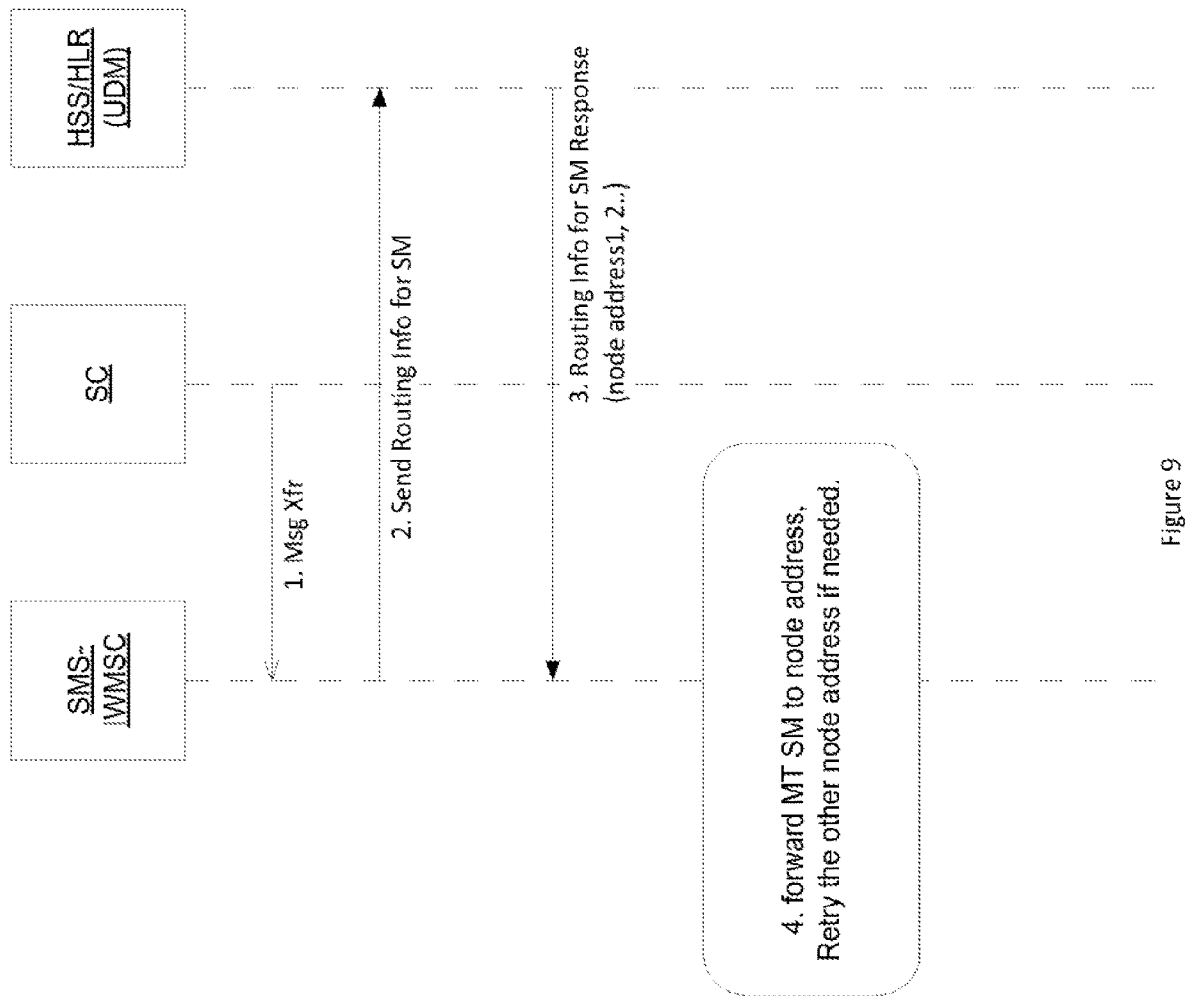 SMS-
IWMSC
SC
HSS/HLR
(UDM)
1. Msg Xfr
2. Send Routing Info for SM
3. Routing Info for SM Response
(node address1, 2..)
4. forward MT SM to node address,
Retry the other node address if needed.
Figure 9